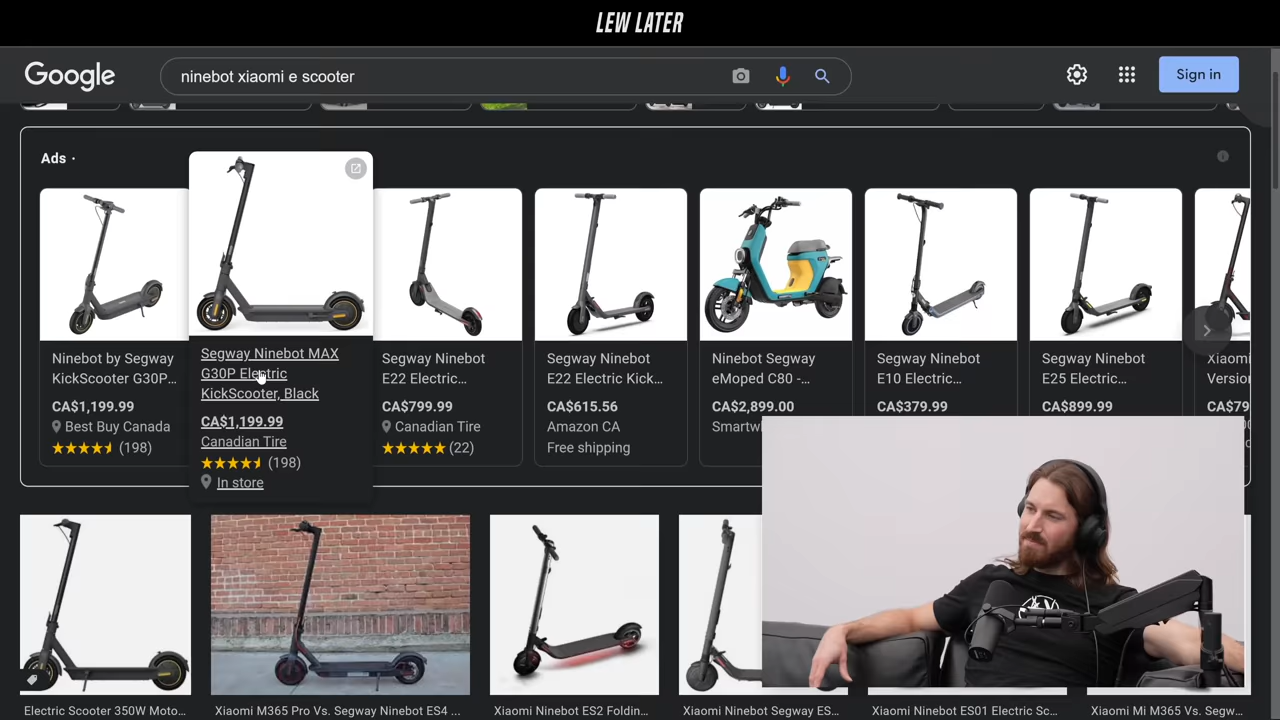 LEW LATER
Google
ninebot xiaomi e scooter
Sign in
Ads ·
Ninebot by Segway
KickScooter G30P...
CA$1,199.99
Best Buy Canada
(198)
Segway Ninebot MAX
G30P Electric
KickScooter, Black
CA$1,199.99
Canadian Tire
(198)
In store
Segway Ninebot
E22 Electric...
CA$799.99
Canadian Tire
(22)
Segway Ninebot
E22 Electric Kick...
CA$615.56
Amazon CA
Free shipping
Ninebot Segway
eMoped C80 -...
CA$2,899.00
Segway Ninebot
E10 Electric...
CA$379.99
Segway Ninebot
E25 Electric...
CA$899.99
Xiaomi
CA$79
Electric Scooter 350W Moto...
Xiaomi M365 Pro Vs. Segway Ninebot ES4 ...
Xiaomi Ninebot ES2 Foldin...
Xiaomi Ninebot Segway ES...
Xiaomi Ninebot ES01 Electric Sc...
Xiaomi Mi M365 Vs. Segw...